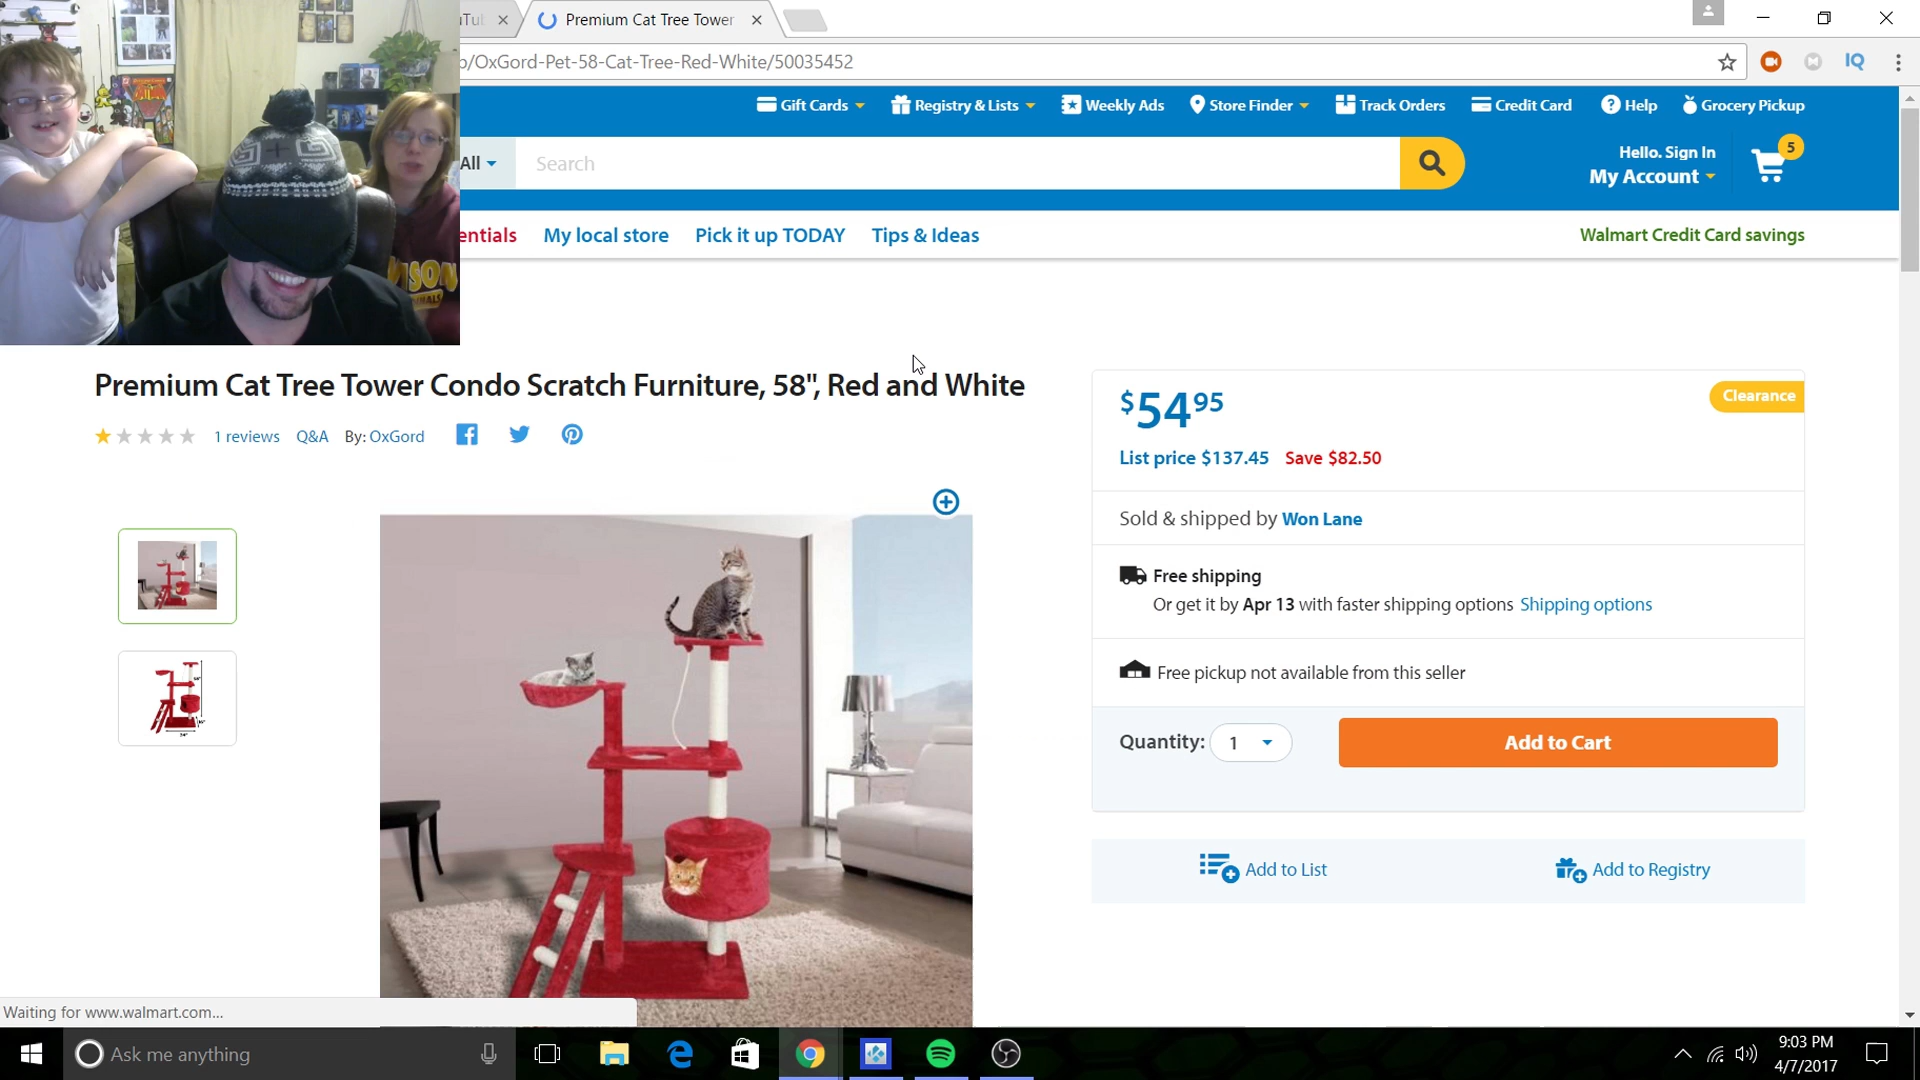 Premium Cat Tree Tower
o/OxGord-Pet-58-Cat-Tree-Red-White/50035452
IQ
Gift Cards
Registry & Lists
Weekly Ads
Store Finder
Track Orders
Credit Card
Help
Grocery Pickup
All
Search
Hello. Sign In
My Account
5
entials
My local store
Pick it up TODAY
Tips & Ideas
Walmart Credit Card savings
Premium Cat Tree Tower Condo Scratch Furniture, 58", Red and White
1 reviews
Q&A
By: OxGord
$54.95
Clearance
List price $137.45 Save $82.50
Sold & shipped by Won Lane
Free shipping
Or get it by Apr 13 with faster shipping options Shipping options
Free pickup not available from this seller
Quantity: 1
Add to Cart
Add to List
Add to Registry
Waiting for www.walmart.com...
Ask me anything
9:03 PM
4/7/2017